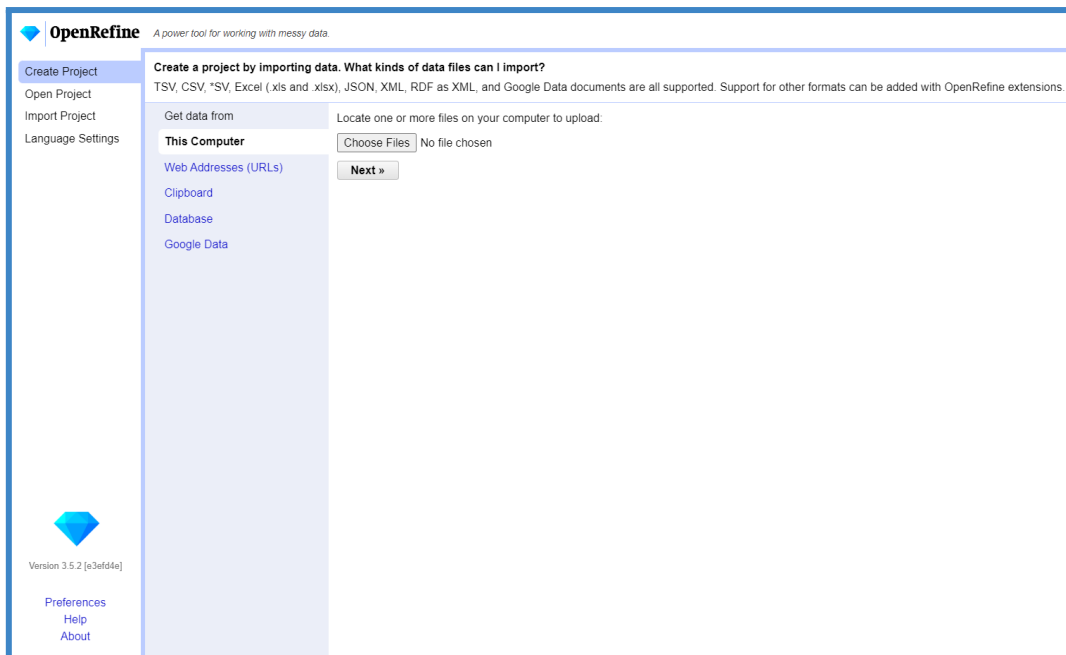 OpenRefine A power tool for working with messy data.
Create Project
Open Project
Import Project
Language Settings
Create a project by importing data. What kinds of data files can I import?
TSV, CSV, *SV, Excel (.xls and .xlsx), JSON, XML, RDF as XML, and Google Data documents are all supported. Support for other formats can be added with OpenRefine extensions.
Get data from
This Computer
Web Addresses (URLs)
Clipboard
Database
Google Data
Locate one or more files on your computer to upload:
Choose Files No file chosen
Next »
Version 3.5.2 [e3efd4e]
Preferences
Help
About